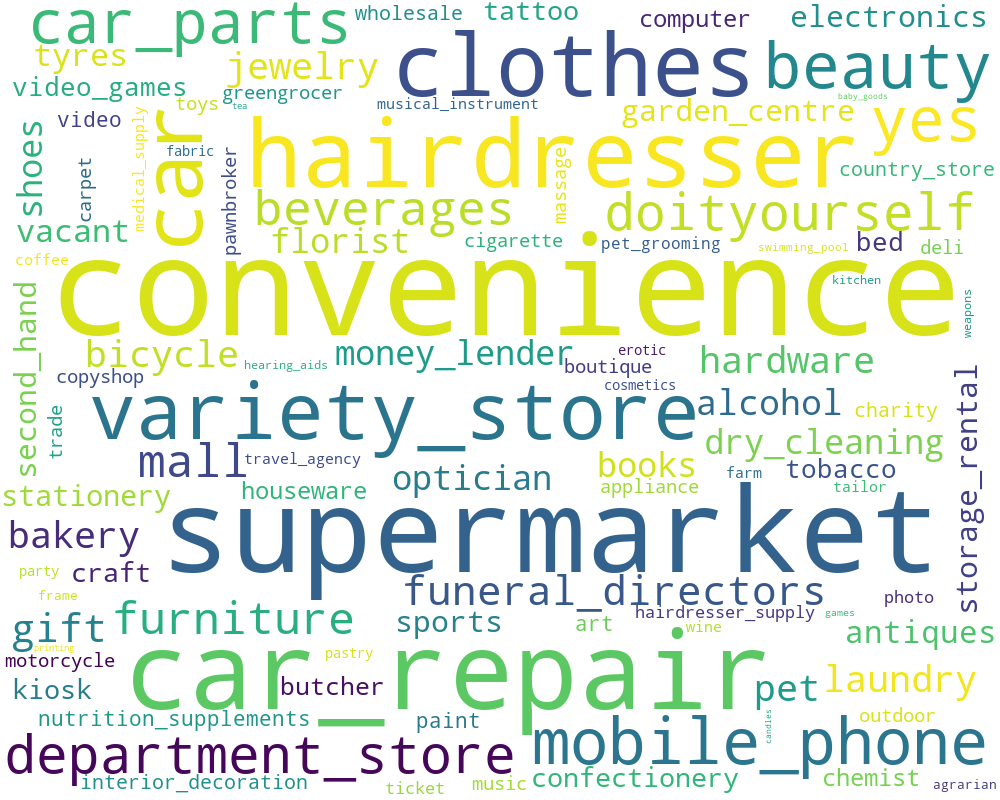 car_parts
wholesale
tattoo
computer
electronics
tyres
jewelry
clothes
beauty
video_games
greengrocer
toys
tea
musical_instrument
baby_goods
garden_centre
yes
video
medical_supply
car
hairdresser
shoes
carpet
fabric
pawnbroker
massage
country_store
beverages
doityourself
vacant
florist
cigarette
pet_grooming
swimming_pool
bed
deli
coffee
convenience
kitchen
weapons
second_hand
bicycle
hearing_aids
money_lender
erotic
boutique
hardware
copyshop
cosmetics
variety_store
alcohol
charity
storage_rental
trade
mall
travel_agency
dry_cleaning
optician
books
farm
tobacco
stationery
houseware
appliance
tailor
supermarket
bakery
craft
party
frame
funeral_directors
photo
furniture
gift
sports
art
hairdresser_supply
games
wine
antiques
printing
motorcycle
car_repair
pastry
butcher
kiosk
pet
laundry
nutrition_supplements
paint
candles
outdoor
department_store
mobile_phone
interior_decoration
ticket
music
confectionery
chemist
agrarian